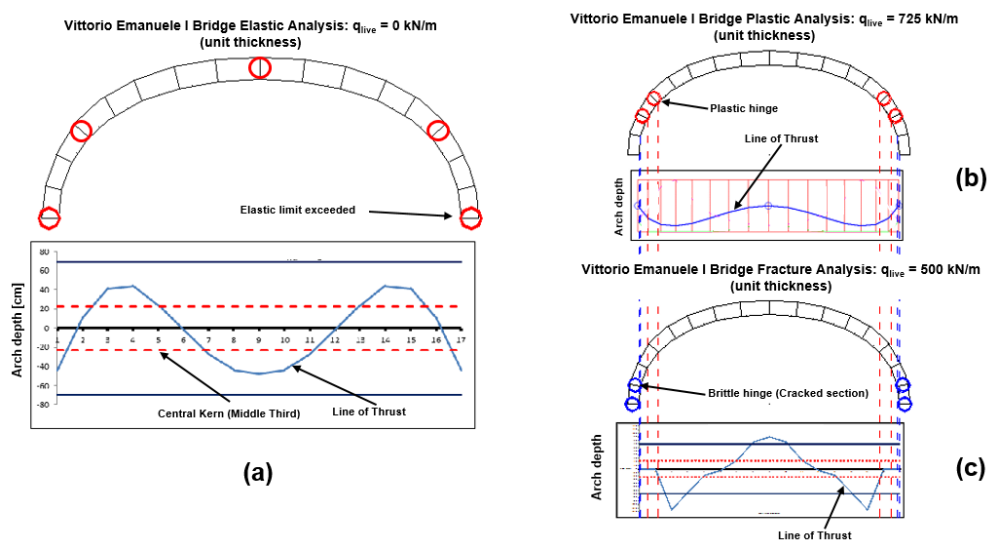 Vittorio Emanuele I Bridge Elastic Analysis: qlive = 0 kN/m
(unit thickness)
Elastic limit exceeded
Arch depth [cm]
80
60
40
20
0
-20
-40
-60
-80
1 2 3 4 5 6 7 8 9 10 11 12 13 14 15 16 17
Central Kern (Middle Third)
Line of Thrust
(a)
Vittorio Emanuele I Bridge Plastic Analysis: qlive = 725 kN/m
(unit thickness)
Plastic hinge
Line of Thrust
Arch depth
(b)
Vittorio Emanuele I Bridge Fracture Analysis: qlive = 500 kN/m
(unit thickness)
Brittle hinge (Cracked section)
Arch depth
(c)
Line of Thrust